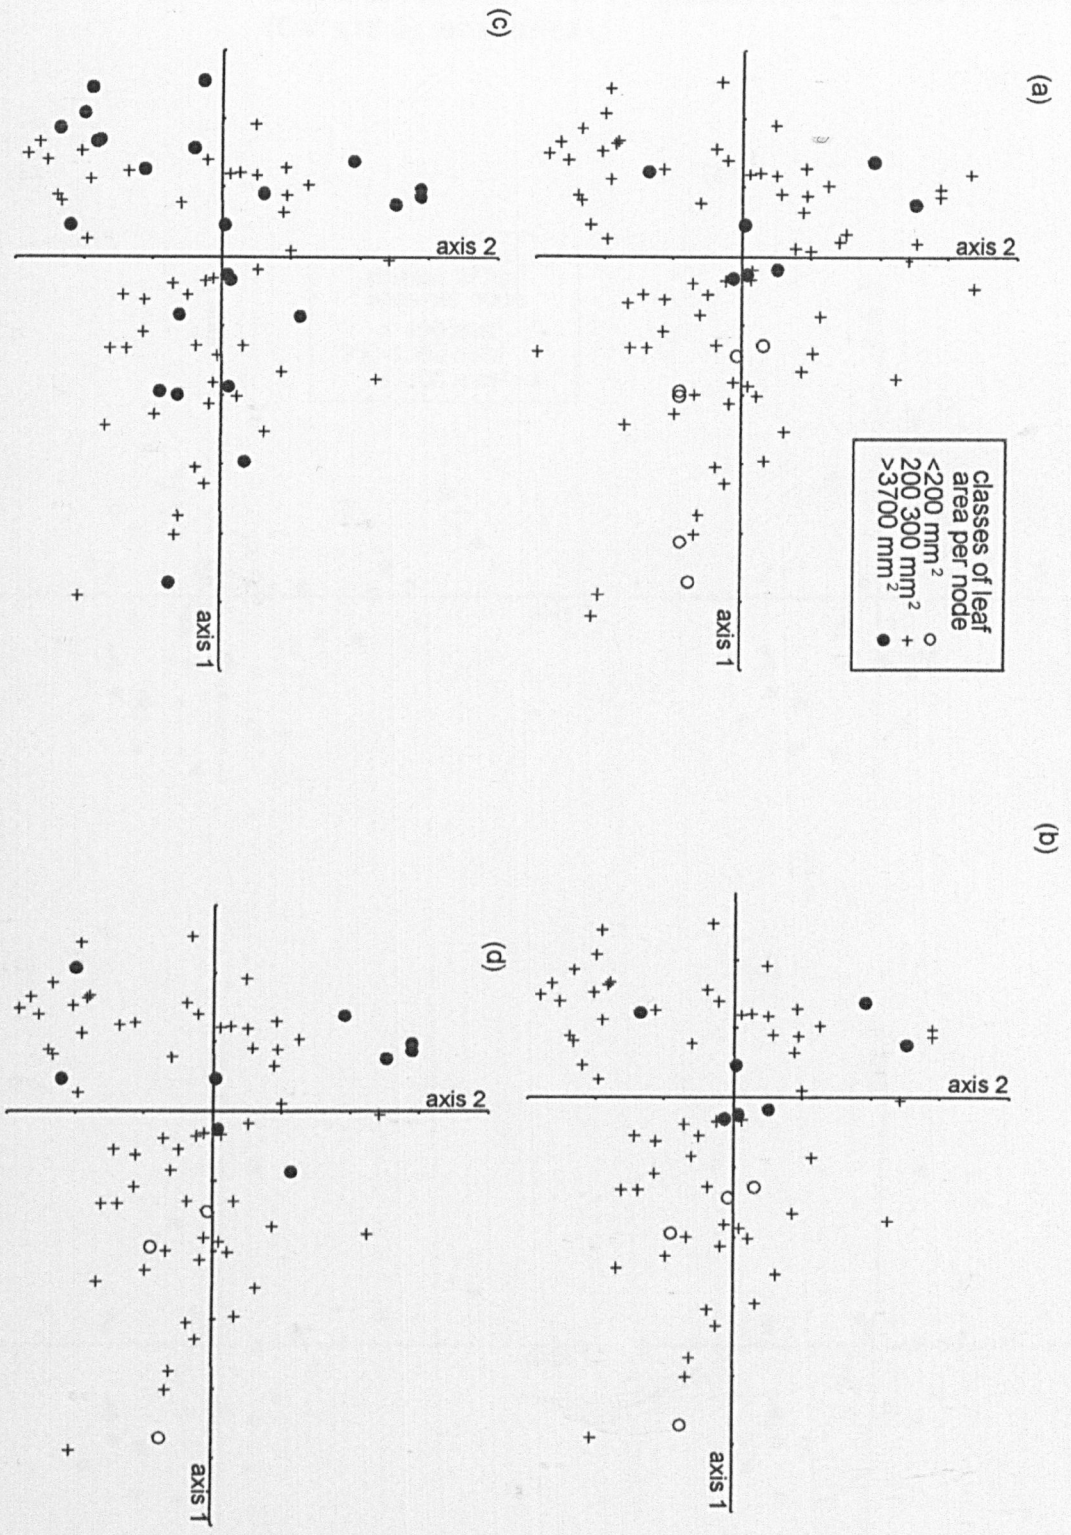 (a)
axis 2
axis 1
classes of leaf
area per node
<200 mm²
200 300 mm²
>3700 mm²
(b)
axis 2
axis 1
(c)
axis 2
axis 1
(d)
axis 2
axis 1